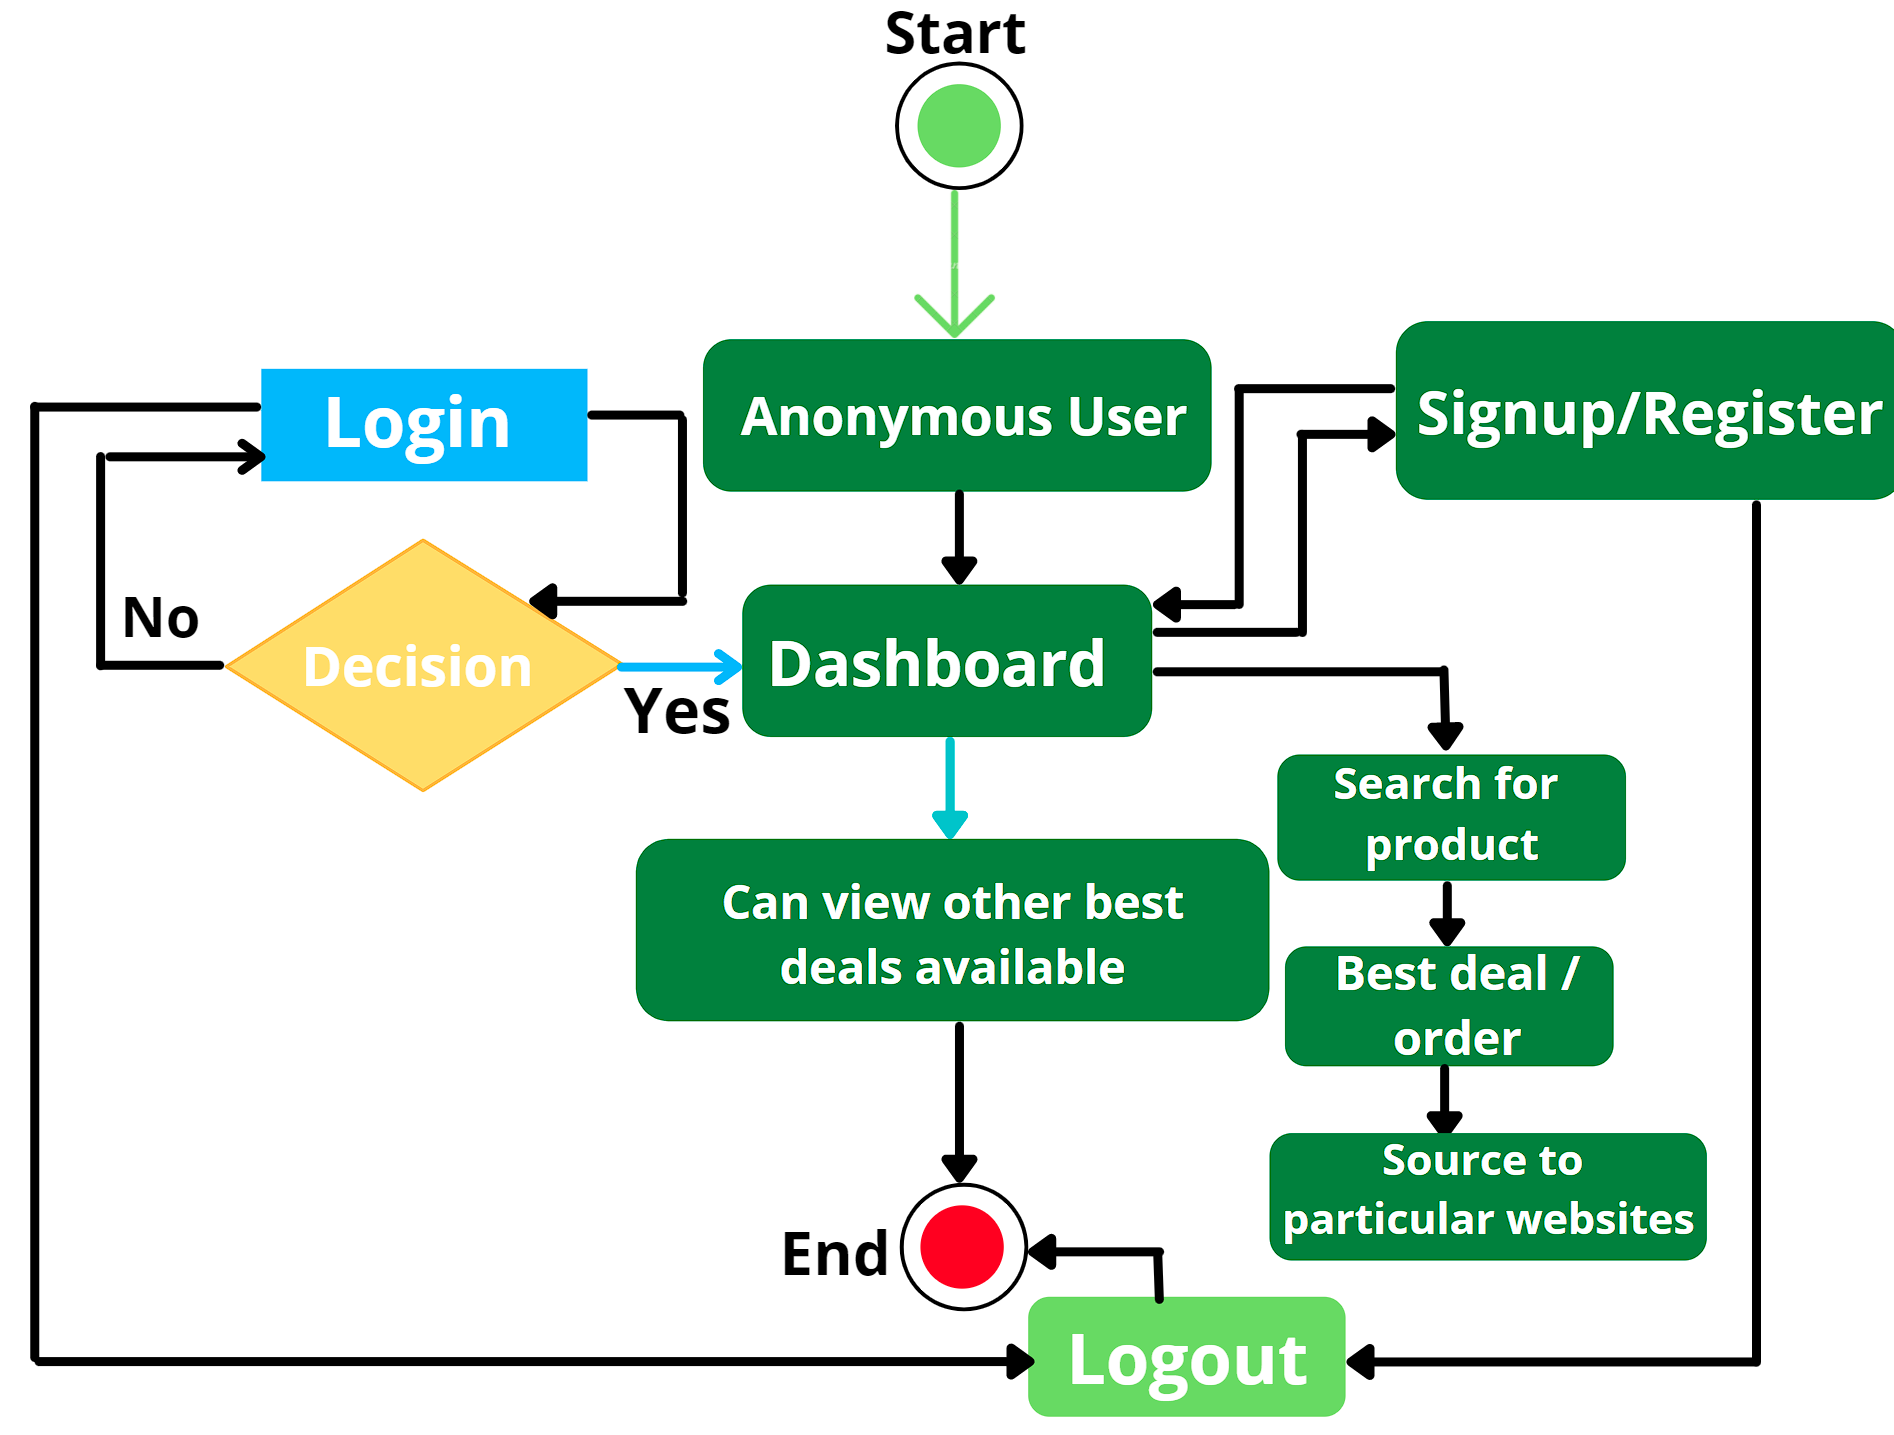 Start
Login
Anonymous User
Signup/Register
No
Decision
Yes
Dashboard
Search for
product
Can view other best
deals available
Best deal /
order
Source to
particular websites
End
Logout